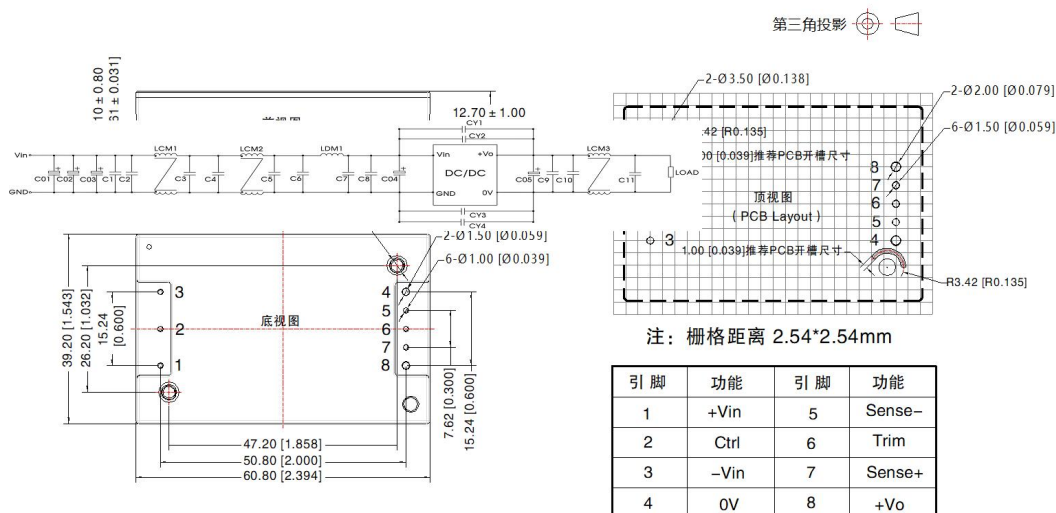 第三角投影
10 ± 0.80
12.70 ± 1.00
2-Ø3.50 [Ø0.138]
2-Ø2.00 [Ø0.079]
6-Ø1.50 [Ø0.059]
.42 [R0.135]
[0.039]推荐PCB开槽尺寸
CY1
CY2
LCM1
LCM2
LDM1
LCM3
Vin
GND
C01
C02
C03
C1
C2
C3
C4
C5
C6
C7
C8
C04
Vin
+Vo
DC/DC
GND
0V
C05
C9
C10
C11
LOAD
CY3
CY4
8
7
6
5
4
顶视图
( PCB Layout )
3
1.00 [0.039]推荐PCB开槽尺寸
R3.42 [R0.135]
2-Ø1.50 [Ø0.059]
6-Ø1.00 [Ø0.039]
3
2
1
底视图
4
5
6
7
8
39.20 [1.543]
26.20 [1.032]
15.24
[0.600]
7.62 [0.300]
15.24 [0.600]
47.20 [1.858]
50.80 [2.000]
60.80 [2.394]
注：栅格距离 2.54*2.54mm
引 脚 功能 引 脚 功能
1 +Vin 5 Sense−
2 Ctrl 6 Trim
3 −Vin 7 Sense+
4 0V 8 +Vo